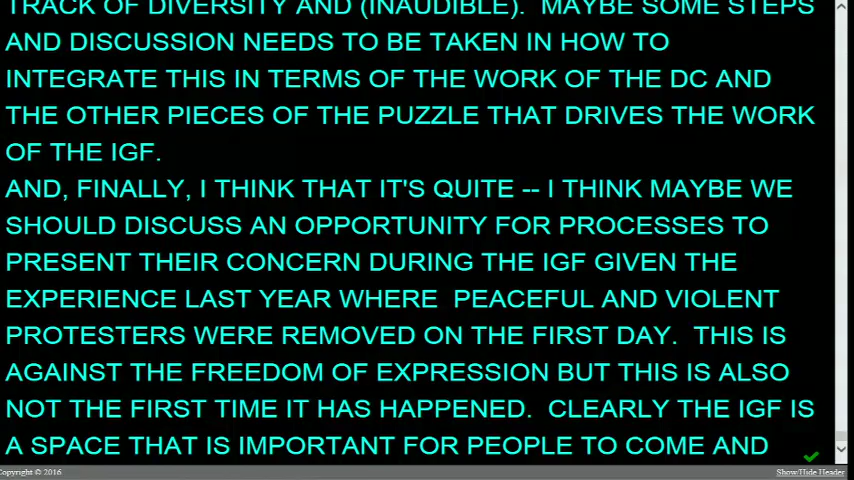 TRACK OF DIVERSITY AND (INAUDIBLE).  MAYBE SOME STEPS
AND DISCUSSION NEEDS TO BE TAKEN IN HOW TO
INTEGRATE THIS IN TERMS OF THE WORK OF THE DC AND
THE OTHER PIECES OF THE PUZZLE THAT DRIVES THE WORK
OF THE IGF.
AND, FINALLY, I THINK THAT IT'S QUITE -- I THINK MAYBE WE
SHOULD DISCUSS AN OPPORTUNITY FOR PROCESSES TO
PRESENT THEIR CONCERN DURING THE IGF GIVEN THE
EXPERIENCE LAST YEAR WHERE  PEACEFUL AND VIOLENT
PROTESTERS WERE REMOVED ON THE FIRST DAY.  THIS IS
AGAINST THE FREEDOM OF EXPRESSION BUT THIS IS ALSO
NOT THE FIRST TIME IT HAS HAPPENED.  CLEARLY THE IGF IS
A SPACE THAT IS IMPORTANT FOR PEOPLE TO COME AND
Copyright © 2016
Show/Hide Header